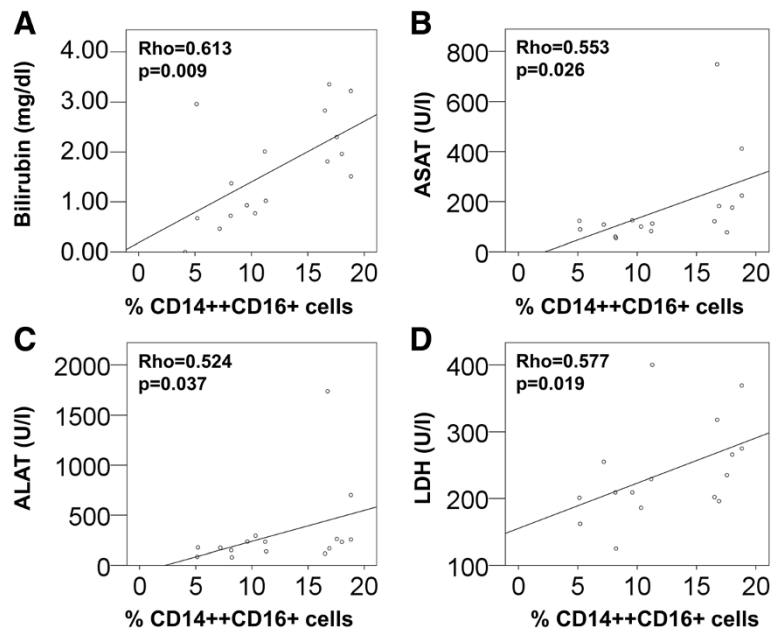 A
Rho=0.613
p=0.009
Bilirubin (mg/dl)
4.00
3.00
2.00
1.00
0.00
0 5 10 15 20
% CD14++CD16+ cells
B
Rho=0.553
p=0.026
ASAT (U/l)
800
600
400
200
0
0 5 10 15 20
% CD14++CD16+ cells
C
Rho=0.524
p=0.037
ALAT (U/l)
2000
1500
1000
500
0
0 5 10 15 20
% CD14++CD16+ cells
D
Rho=0.577
p=0.019
LDH (U/l)
400
300
200
100
0 5 10 15 20
% CD14++CD16+ cells